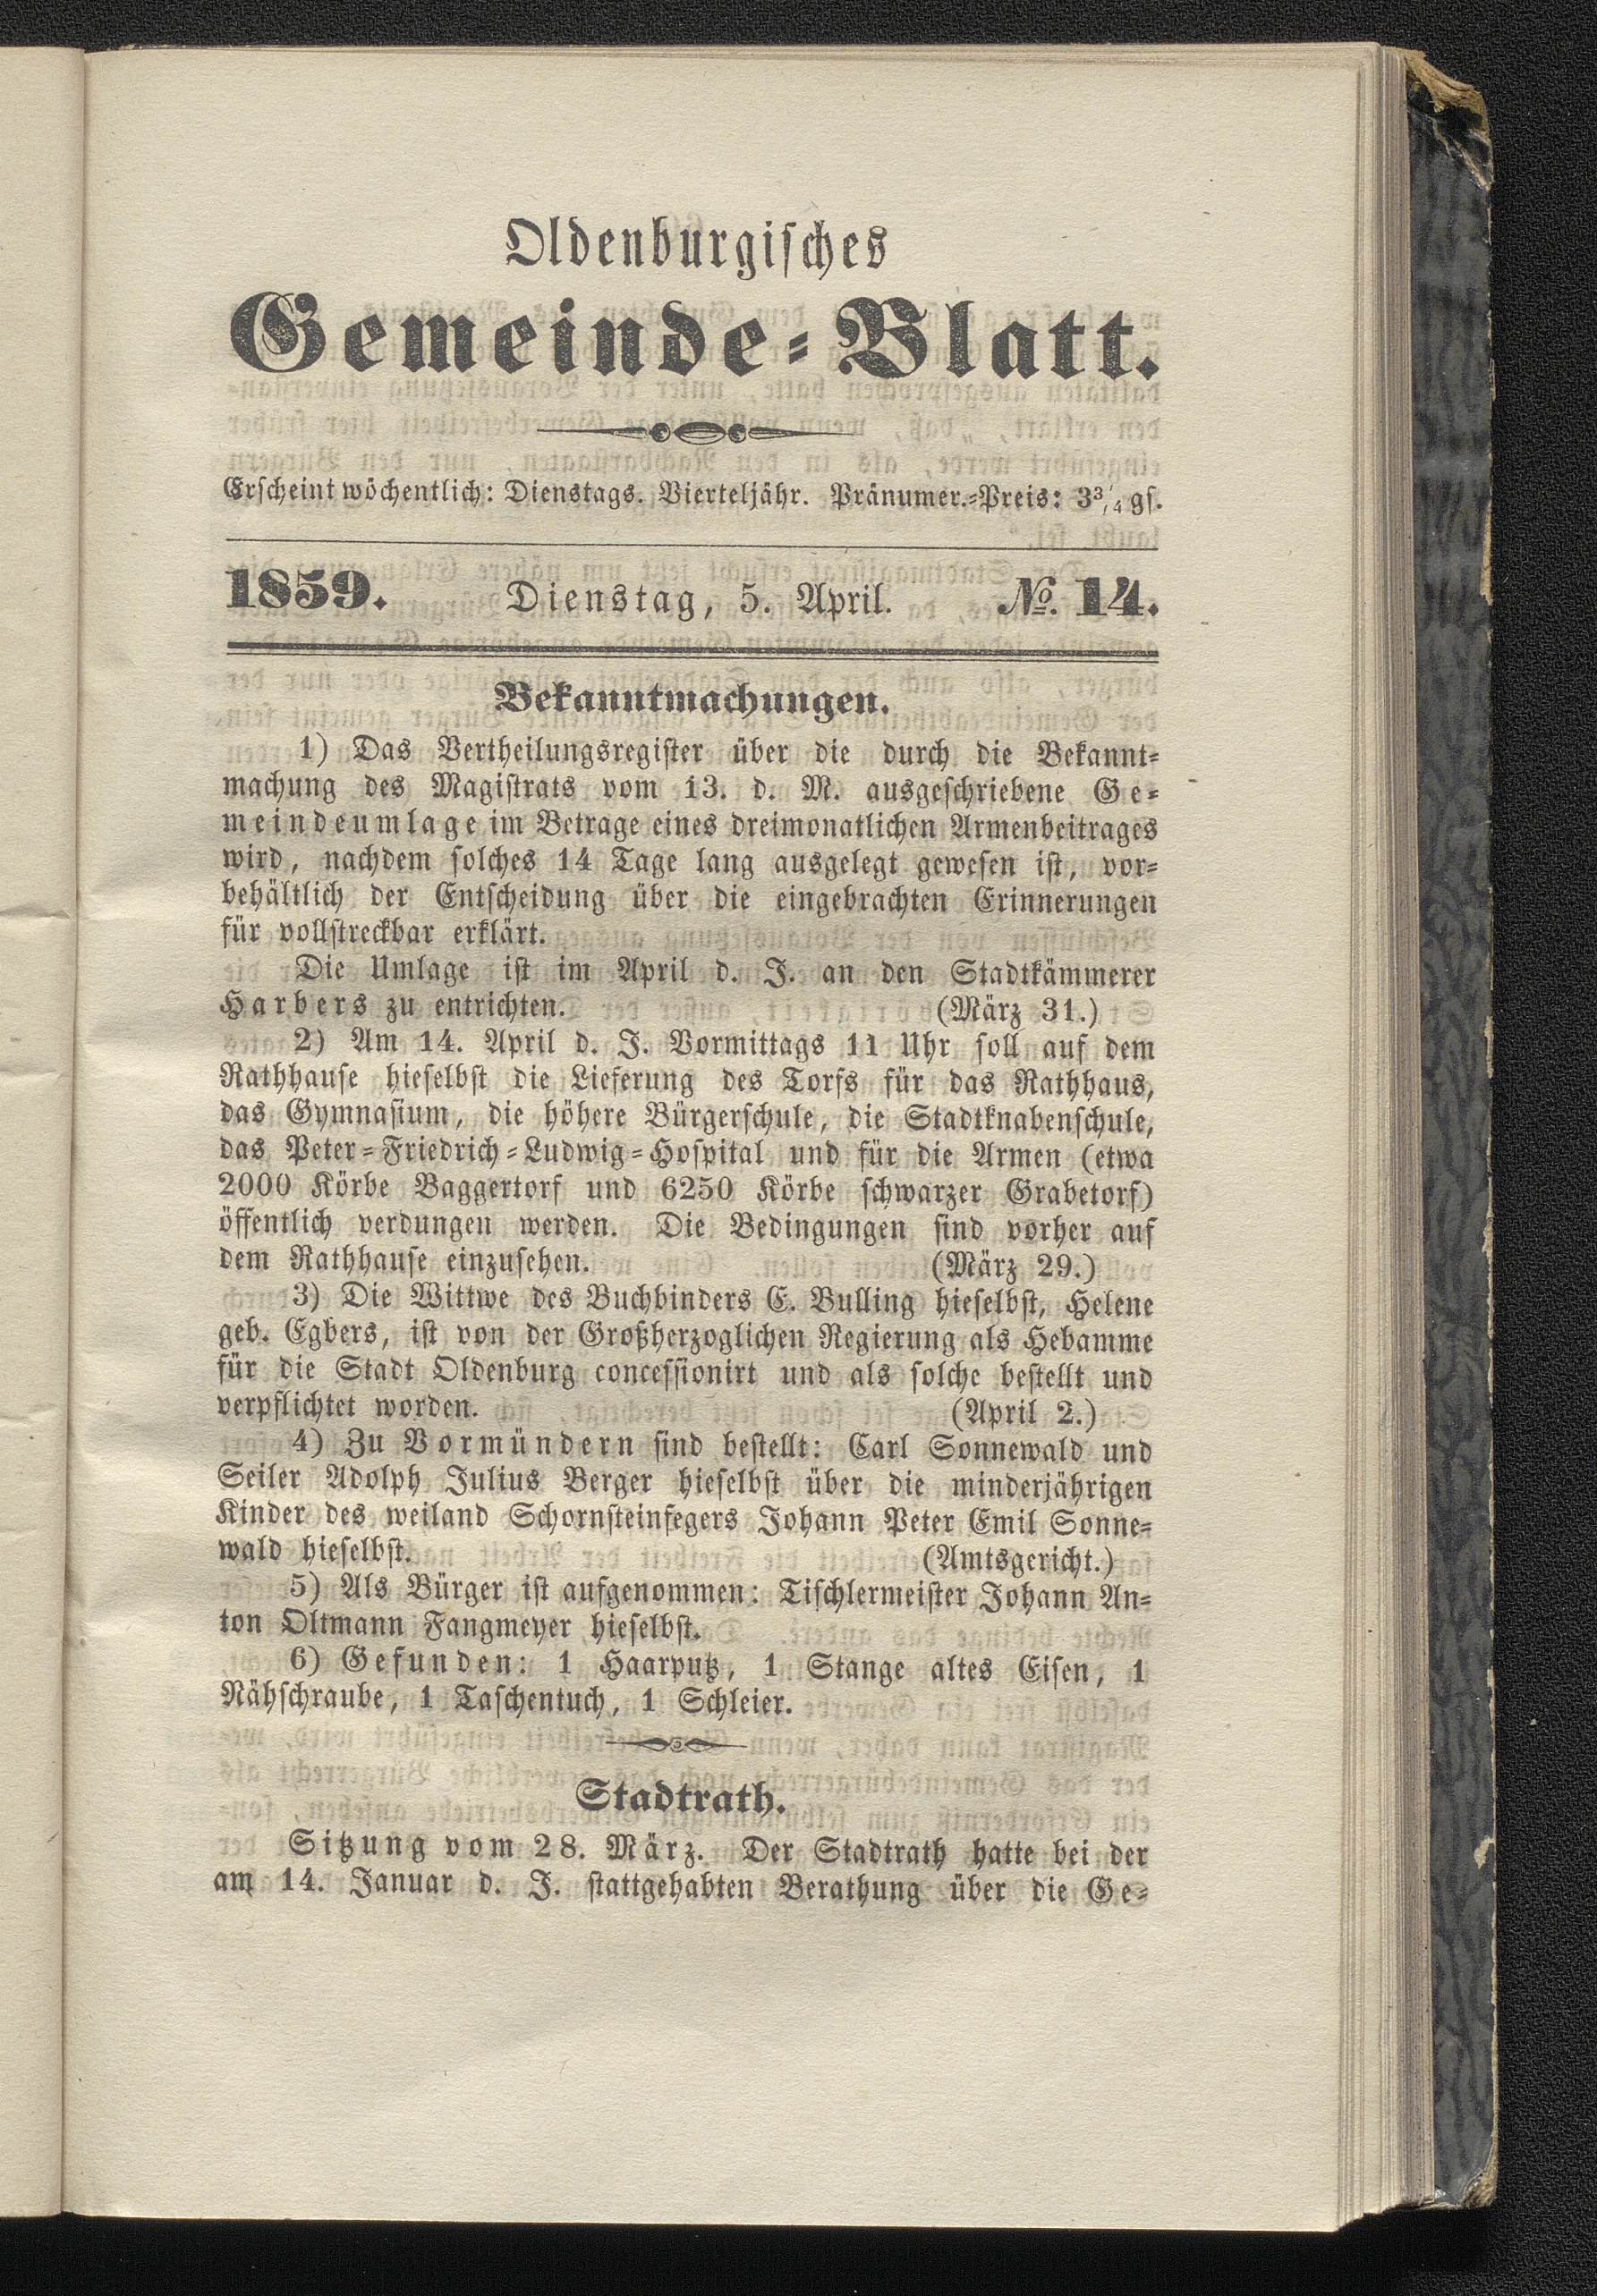 Oldenburgisches
Gemeinde-Blatt.
Erscheint wöchentlich: Dienstags. Vierteljähr. Pränumer.-Preis: 3 3/4 gs.
1859. Dienstag, 5. April. No. 14.
Bekanntmachungen.
1) Das Vertheilungsregister über die durch die Bekannt-
machung des Magistrats vom 13. d. M. ausgeschriebene Ge-
meindeumlage im Betrage eines dreimonatlichen Armenbeitrages
wird, nachdem solches 14 Tage lang ausgelegt gewesen ist, vor-
behältlich der Entscheidung über die eingebrachten Erinnerungen
für vollstreckbar erklärt.
Die Umlage ist im April d. J. an den Stadtkämmerer
Harbers zu entrichten. (März 31.)
2) Am 14. April d. J. Vormittags 11 Uhr soll auf dem
Rathhause hieselbst die Lieferung des Torfs für das Rathhaus,
das Gymnasium, die höhere Bürgerschule, die Stadtknabenschule,
das Peter-Friedrich-Ludwig-Hospital und für die Armen (etwa
2000 Körbe Baggertorf und 6250 Körbe schwarzer Grabetorf)
öffentlich verdungen werden. Die Bedingungen sind vorher auf
dem Rathhause einzusehen. (März 29.)
3) Die Wittwe des Buchbinders E. Bulling hieselbst, Helene
geb. Egbers, ist von der Großherzoglichen Regierung als Hebamme
für die Stadt Oldenburg concessionirt und als solche bestellt und
verpflichtet worden. (April 2.)
4) Zu Vormündern sind bestellt: Carl Sonnewald und
Seiler Adolph Julius Berger hieselbst über die minderjährigen
Kinder des weiland Schornsteinfegers Johann Peter Emil Sonne-
wald hieselbst. (Amtsgericht.)
5) Als Bürger ist aufgenommen: Tischlermeister Johann An-
ton Oltmann Fangmeyer hieselbst.
6) Gefunden: 1 Haarputz, 1 Stange altes Eisen, 1
Nähschraube, 1 Taschentuch, 1 Schleier.
Stadtrath.
Sitzung vom 28. März. Der Stadtrath hatte bei der
am 14. Januar d. J. stattgehabten Berathung über die Ge-